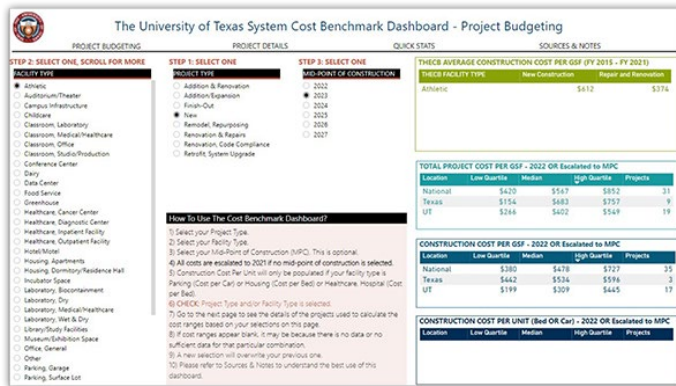 The University of Texas System Cost Benchmark Dashboard - Project Budgeting
PROJECT BUDGETING PROJECT DETAILS QUICK STATS SOURCES & NOTES
STEP 2: SELECT ONE, SCROLL FOR MORE
FACILITY TYPE
Athletic
Auditorium/Theater
Campus Infrastructure
Childcare
Classroom, Laboratory
Classroom, Medical/Healthcare
Classroom, Office
Classroom, Studio/Production
Conference Center
Dairy
Data Center
Food Service
Greenhouse
Healthcare, Cancer Center
Healthcare, Diagnostic Center
Healthcare, Inpatient Facility
Healthcare, Outpatient Facility
Hotel/Motel
Housing, Apartments
Housing, Dormitory/Residence Hall
Incubator Space
Laboratory, Biocontainment
Laboratory, Dry
Laboratory, Medical/Healthcare
Laboratory, Wet & Dry
Library/Study Facilities
Museum/Exhibition Space
Office, General
Other
Parking, Garage
Parking, Surface Lot
STEP 1: SELECT ONE
PROJECT TYPE
Addition & Renovation
Addition/Expansion
Finish-Out
New
Remodel, Repurposing
Renovation & Repairs
Renovation, Code Compliance
Retrofit, System Upgrade
STEP 3: SELECT ONE
MID-POINT OF CONSTRUCTION
2022
2023
2024
2025
2026
2027
How To Use The Cost Benchmark Dashboard?
1) Select your Project Type.
2) Select your Facility Type.
3) Select your Mid-Point of Construction (MPC). This is optional.
4) All costs are escalated to 2021 if no mid-point of construction is selected.
5) Construction Cost Per Unit will only be populated if your facility type is
Parking (Cost per Car) or Housing (Cost per Bed) or Healthcare, Hospital (Cost
per Bed).
6) CHECK: Project Type and/or Facility Type is selected.
7) Go to the next page to see the details of the projects used to calculate the
cost ranges based on your selections on this page.
8) If cost ranges appear blank, it may be because there is no data or no
sufficient data for that particular combination.
9) A new selection will overwrite your previous one.
10) Please refer to Sources & Notes to understand the best use of this
dashboard.
THECB AVERAGE CONSTRUCTION COST PER GSF (FY 2015 - FY 2021)
THECB FACILITY TYPE New Construction Repair and Renovation
Athletic $612 $374
TOTAL PROJECT COST PER GSF - 2022 OR Escalated to MPC
Location Low Quartile Median High Quartile Projects
National $420 $567 $852 31
Texas $154 $683 $757 9
UT $266 $402 $549 19
CONSTRUCTION COST PER GSF - 2022 OR Escalated to MPC
Location Low Quartile Median High Quartile Projects
National $380 $478 $727 35
Texas $442 $534 $596 3
UT $199 $309 $445 17
CONSTRUCTION COST PER UNIT (Bed OR Car) - 2022 OR Escalated to MPC
Location Low Quartile Median High Quartile Projects